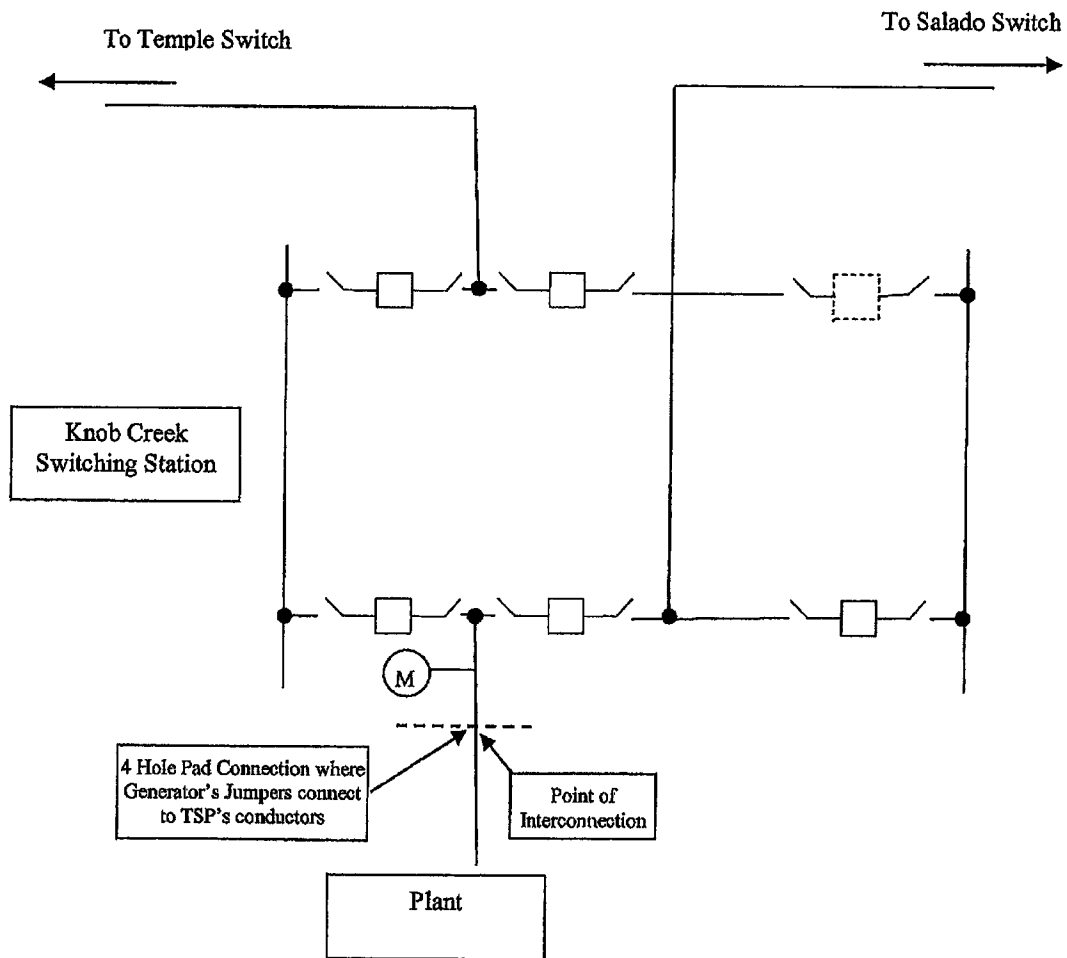 To Temple Switch
To Salado Switch
Knob Creek
Switching Station
M
4 Hole Pad Connection where
Generator's Jumpers connect
to TSP's conductors
Point of
Interconnection
Plant